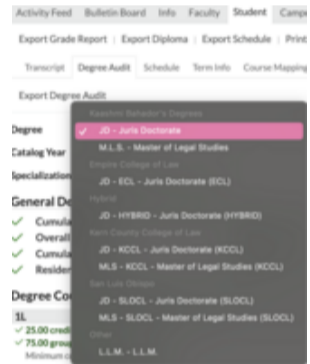 Activity Feed Bulletin Board Info Faculty Student Camp
Export Grade Report Export Diploma Export Schedule Print
Transcript Degree Audit Schedule Term Info Course Mapping
Export Degree Audit
Degree
Degrees
✓ JD - Juris Doctorate
Catalog Year
M.L.S. - Master of Legal Studies
Specialization
Empire College of Law
JD - ECL - Juris Doctorate (ECL)
General De
Hybrid
✓ Cumula
JD - HYBRID - Juris Doctorate (HYBRID)
✓ Overall
Kern County College of Law
✓ Cumula
JD - KCCL - Juris Doctorate (KCCL)
✓ Residen
MLS - KCCL - Master of Legal Studies (KCCL)
San Luis Obispo
Degree Cou
JD - SLOCL - Juris Doctorate (SLOCL)
1L
MLS - SLOCL - Master of Legal Studies (SLOCL)
✓ 25.00 credi
Other
✓ 75.00 group
L.L.M. - L.L.M.
Minimum c